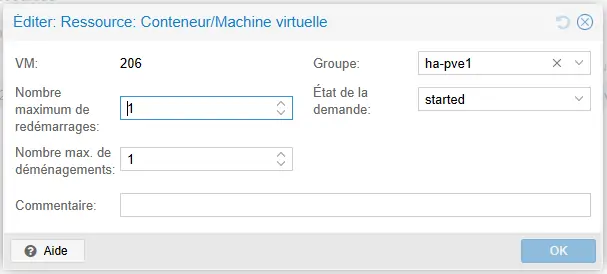 Éditer: Ressource: Conteneur/Machine virtuelle
VM: 206
Groupe: ha-pve1
Nombre
maximum de
redémarrages: 1
État de la
demande: started
Nombre max. de
déménagements: 1
Commentaire:
Aide
OK